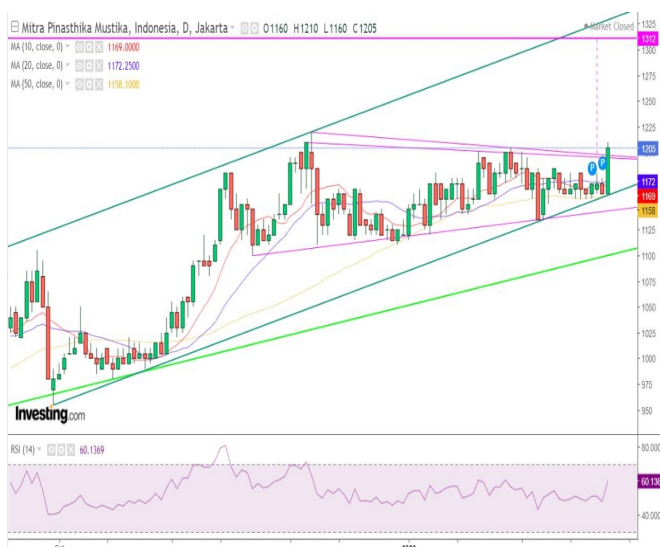 Mitra Pinasthika Mustika, Indonesia, D, Jakarta O1160 H1210 L1160 C1205
Market Closed
MA (10, close, 0) 1169.0000
MA (20, close, 0) 1172.2500
MA (50, close, 0) 1158.1000
1325
1312
1275
1250
1225
1205
1172
1169
1158
1125
1100
1075
1050
1025
1000
975
950
P P
Investing.com
RSI (14) 60.1369
80.000
60.136
40.000